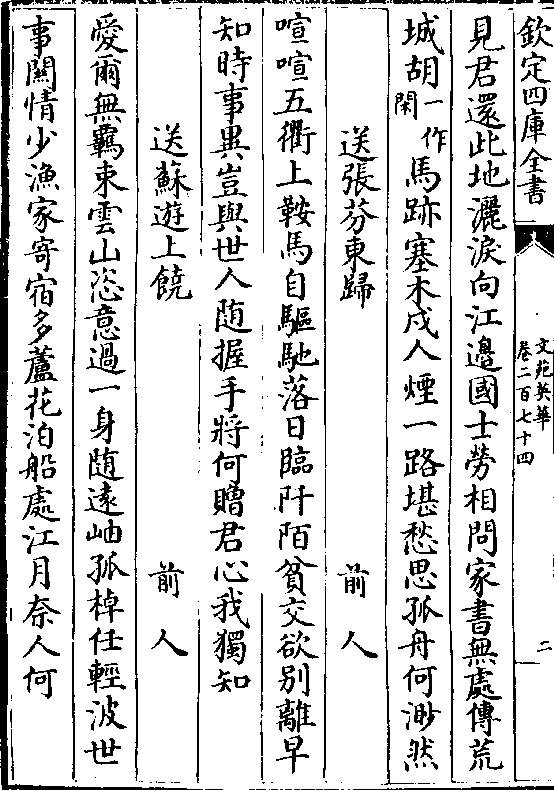 欽定四庫全書
文苑英華
卷二百七十四
二
見君還此地灑淚向江邊國士勞相問家書無處傳荒
城胡一作閑馬跡塞木戍人煙一路堪愁思孤舟何渺然
送張芬東歸 前人
喧喧五衢上鞍馬自驅馳落日臨阡陌貧交欲別離早
知時事異豈與世人随握手將何贈君心我獨知
送蘇遊上饒 前人
愛爾無羈束雲山恣意過一身随遠岫孤棹任輕波世
事關情少漁家寄宿多蘆花泊船處江月奈人何